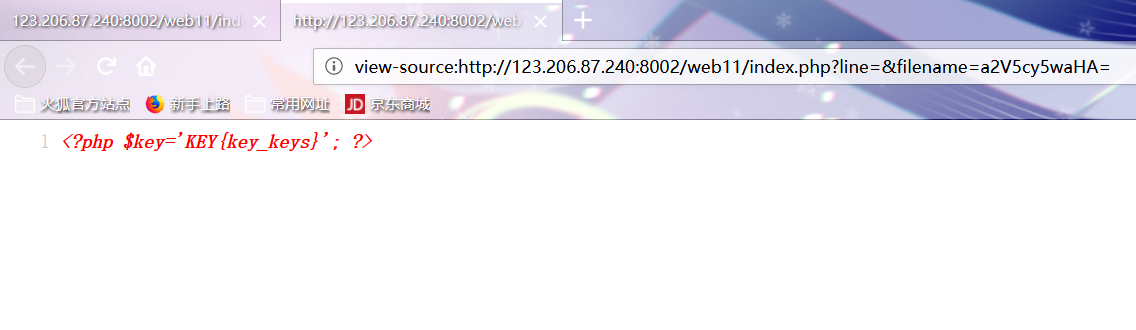 123.206.87.240:8002/web11/ind
http://123.206.87.240:8002/web
view-source:http://123.206.87.240:8002/web11/index.php?line=&filename=a2V5cy5waHA=
火狐官方站点 新手上路 常用网址 JD 京东商城
1 <?php $key='KEY{key_keys}'; ?>